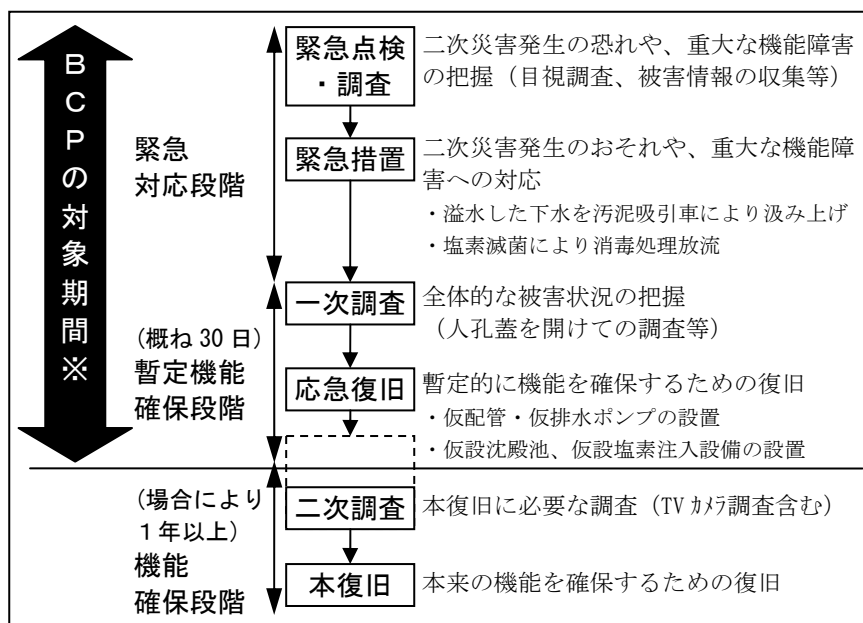 BCPの対象期間※
緊急
対応段階
緊急点検
・調査
二次災害発生の恐れや、重大な機能障害
の把握（目視調査、被害情報の収集等）
緊急措置
二次災害発生のおそれや、重大な機能障
害への対応
・溢水した下水を汚泥吸引車により汲み上げ
・塩素滅菌により消毒処理放流
(概ね30日)
暫定機能
確保段階
一次調査
全体的な被害状況の把握
（人孔蓋を開けての調査等）
応急復旧
暫定的に機能を確保するための復旧
・仮配管・仮排水ポンプの設置
・仮設沈殿池、仮設塩素注入設備の設置
(場合により
1年以上)
機能
確保段階
二次調査
本復旧に必要な調査（TVｶﾒﾗ調査含む）
本復旧
本来の機能を確保するための復旧